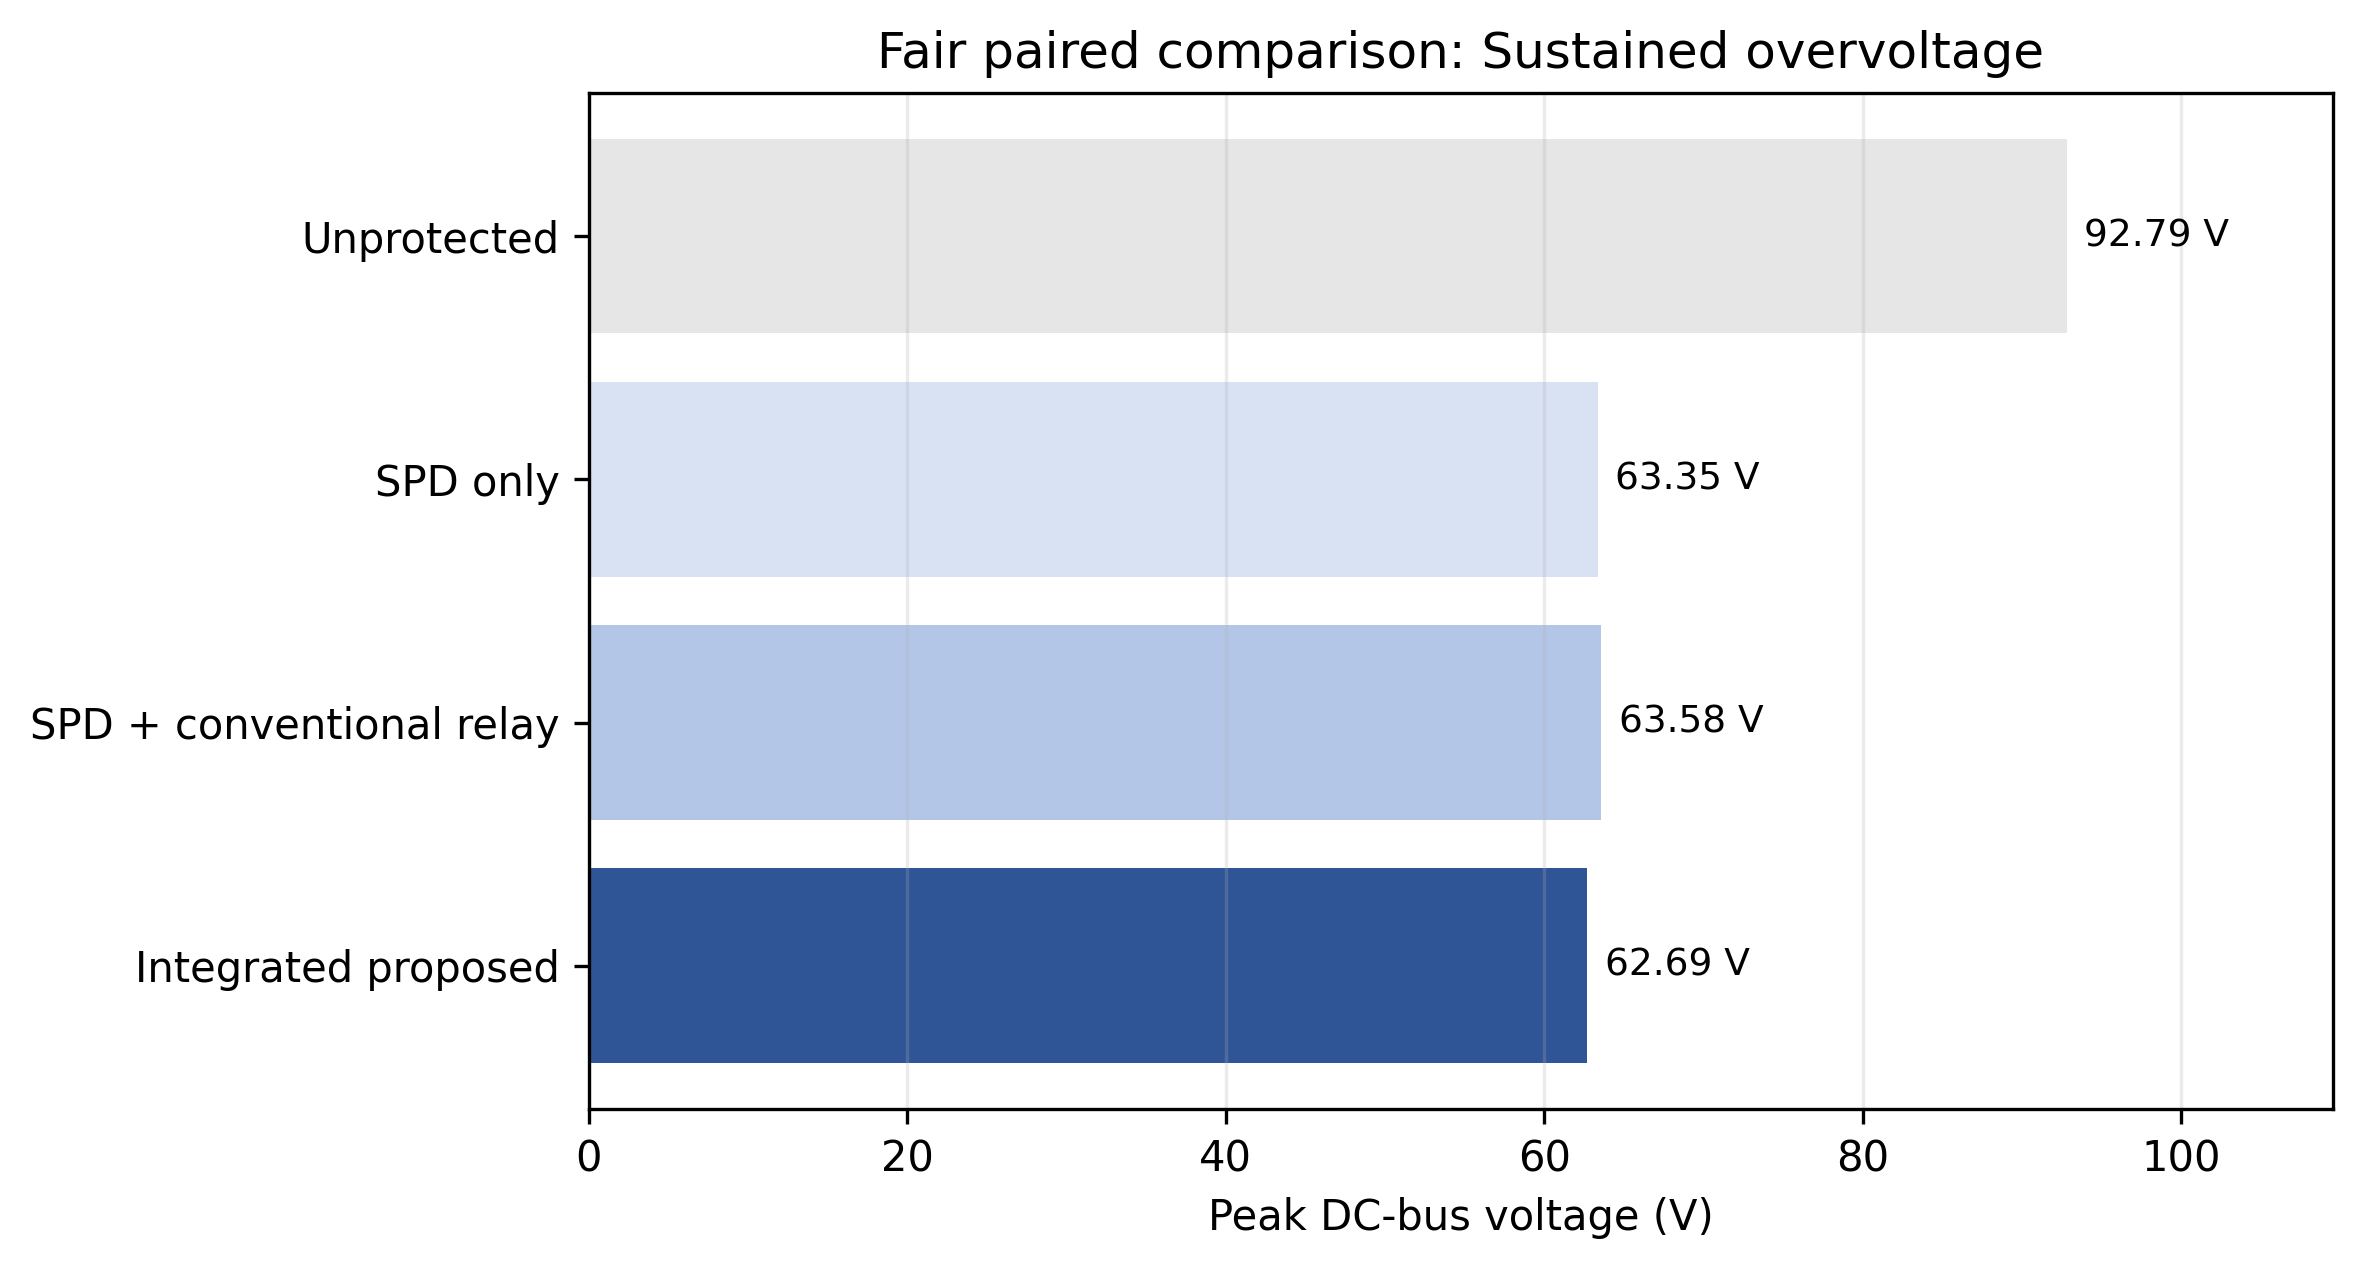 Fair paired comparison: Sustained overvoltage
Unprotected
92.79 V
SPD only
63.35 V
SPD + conventional relay
63.58 V
Integrated proposed
62.69 V
0 20 40 60 80 100
Peak DC-bus voltage (V)